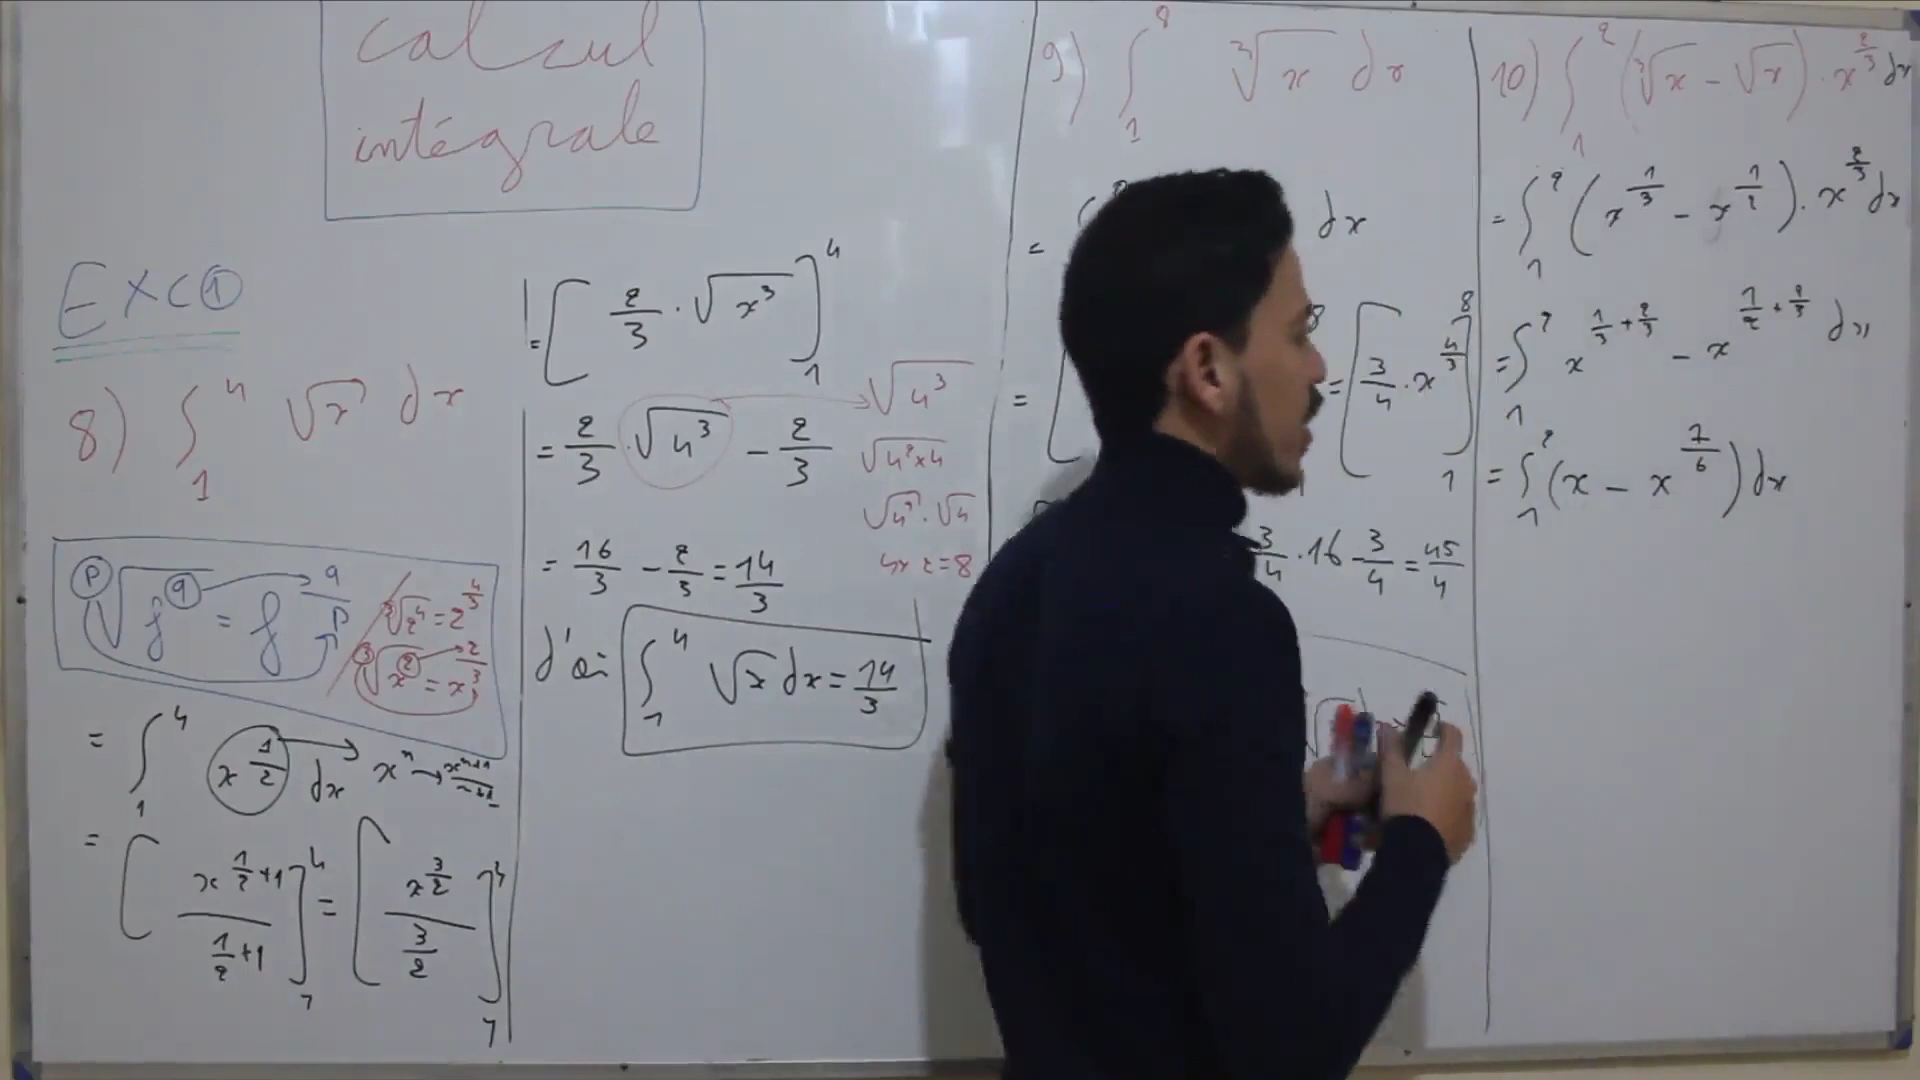 calcul
intégrale
Exc ①
8) ∫₁⁴ √x dx
ᵖ√f^q = f^(q/p)
³√2⁴ = 2^(4/3)
³√x² = x^(2/3)
= ∫₁⁴ x^(1/2) dx
xⁿ → x^(n+1)/(n+1)
= [x^(1/2+1)/(1/2+1)]₁⁴ = [x^(3/2)/(3/2)]₁⁴
= [2/3 · √x³]₁⁴
= 2/3 · √4³ - 2/3
√4³
√4²×4
√4² · √4
4×2=8
= 16/3 - 2/3 = 14/3
d'où ∫₁⁴ √x dx = 14/3
9) ∫₁⁸ ³√x dx
= dx
= = [3/4 · x^(4/3)]₁⁸
3/4 · 16 - 3/4 = 45/4
10) ∫₁² (³√x - √x) · x^(2/3) dx
= ∫₁² (x^(1/3) - x^(1/2)) · x^(2/3) dx
= ∫₁² x^(1/3+2/3) - x^(1/2+2/3) dx
= ∫₁² (x - x^(7/6)) dx